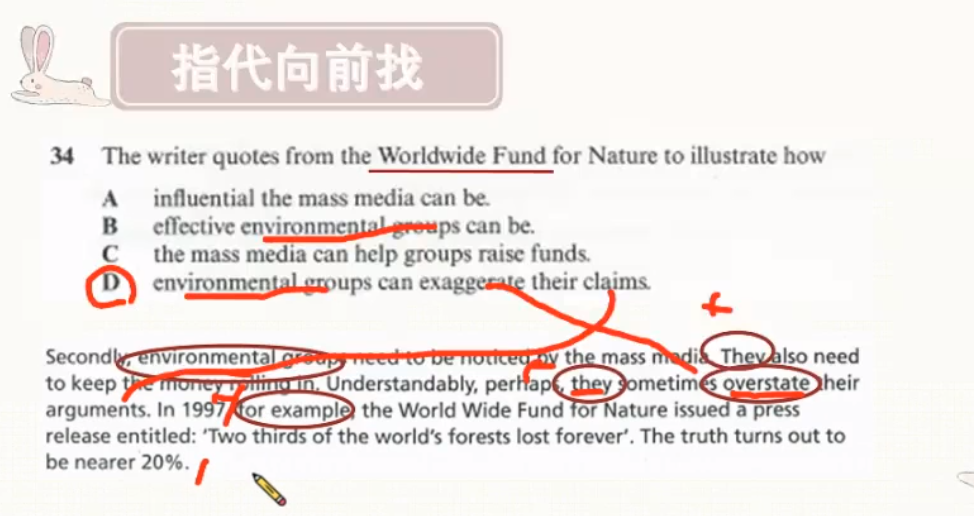 指代向前找
34 The writer quotes from the Worldwide Fund for Nature to illustrate how
A influential the mass media can be.
B effective environmental groups can be.
C the mass media can help groups raise funds.
D environmental groups can exaggerate their claims.
Secondly, environmental groups need to be noticed by the mass media. They also need
to keep the money rolling in. Understandably, perhaps, they sometimes overstate their
arguments. In 1997, for example, the World Wide Fund for Nature issued a press
release entitled: ‘Two thirds of the world’s forests lost forever’. The truth turns out to
be nearer 20%.